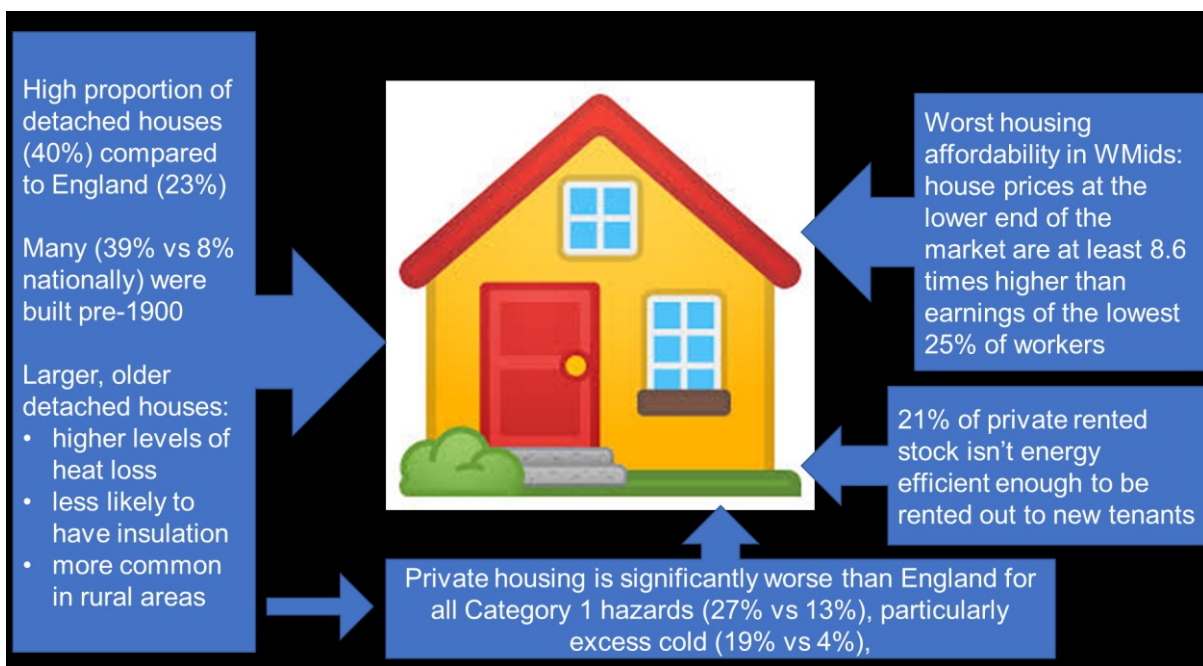 High proportion of
detached houses
(40%) compared
to England (23%)
Many (39% vs 8%
nationally) were
built pre-1900
Larger, older
detached houses:
• higher levels of
heat loss
• less likely to
have insulation
• more common
in rural areas
Worst housing
affordability in WMids:
house prices at the
lower end of the
market are at least 8.6
times higher than
earnings of the lowest
25% of workers
21% of private rented
stock isn’t energy
efficient enough to be
rented out to new tenants
Private housing is significantly worse than England for
all Category 1 hazards (27% vs 13%), particularly
excess cold (19% vs 4%),